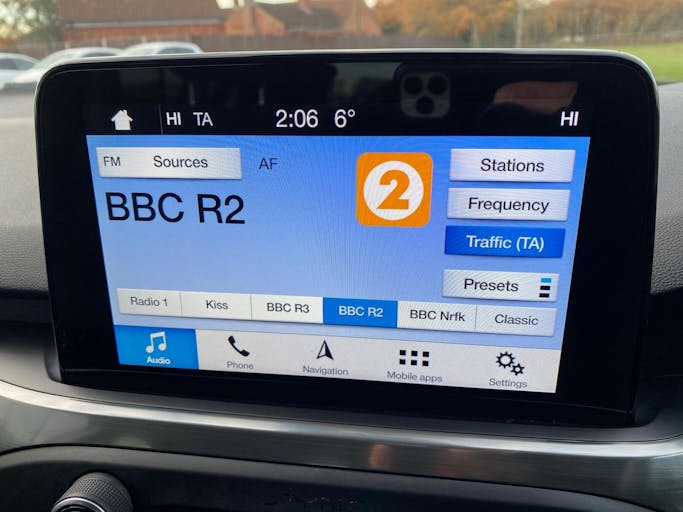 HI TA 2:06 6° HI
FM Sources AF
BBC R2
2
Stations
Frequency
Traffic (TA)
Presets
Radio 1 Kiss BBC R3 BBC R2 BBC Nrfk Classic
Audio Phone Navigation Mobile apps Settings